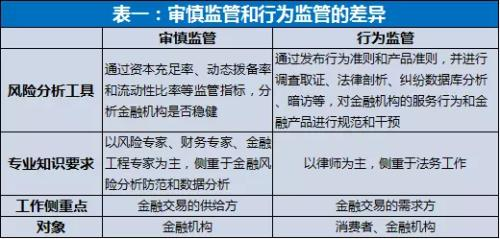 表一：审慎监管和行为监管的差异
审慎监管
行为监管
风险分析工具
通过资本充足率、动态拨备率
和流动性比率等监管指标，分
析金融机构是否稳健
通过发布行为准则和产品准则，并进行
调查取证、法律剖析、纠纷数据库分析
、暗访等，对金融机构的服务行为和金
融产品进行规范和干预
专业知识要求
以风险专家、财务专家、金融
工程专家为主，侧重于金融风
险分析防范和数据分析
以律师为主，侧重于法务工作
工作侧重点
金融交易的供给方
金融交易的需求方
对象
金融机构
消费者、金融机构